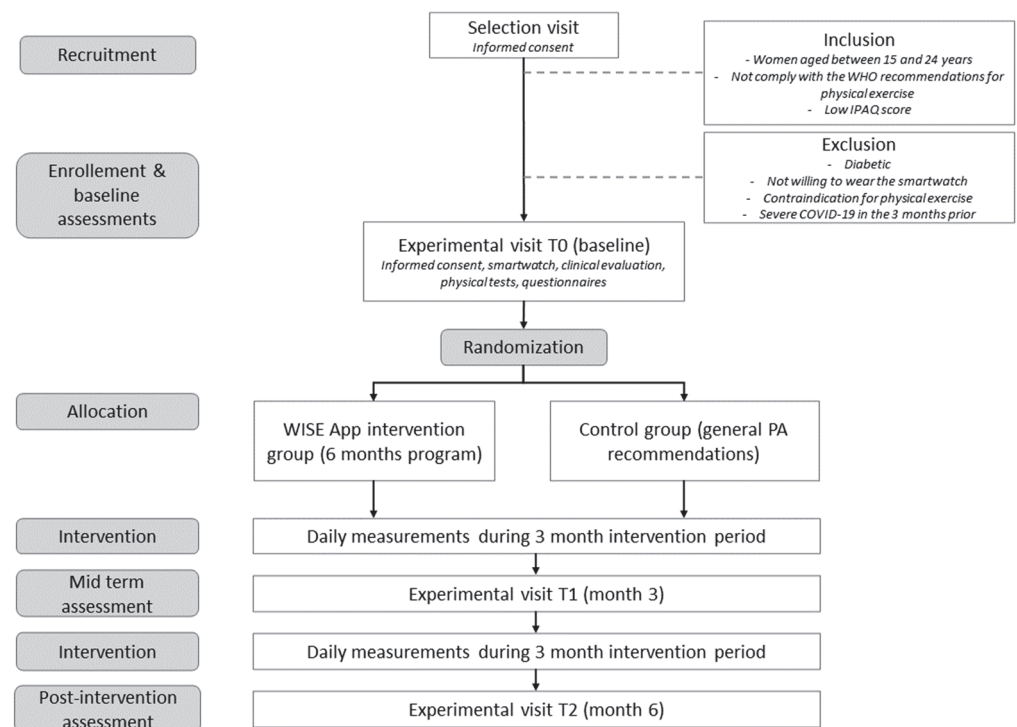 Recruitment
Selection visit
Informed consent
Inclusion
- Women aged between 15 and 24 years
- Not comply with the WHO recommendations for
physical exercise
- Low IPAQ score
Exclusion
- Diabetic
- Not willing to wear the smartwatch
- Contraindication for physical exercise
- Severe COVID-19 in the 3 months prior
Enrollement &
baseline
assessments
Experimental visit T0 (baseline)
Informed consent, smartwatch, clinical evaluation,
physical tests, questionnaires
Randomization
Allocation
WISE App intervention
group (6 months program)
Control group (general PA
recommendations)
Intervention
Daily measurements during 3 month intervention period
Mid term
assessment
Experimental visit T1 (month 3)
Intervention
Daily measurements during 3 month intervention period
Post-intervention
assessment
Experimental visit T2 (month 6)